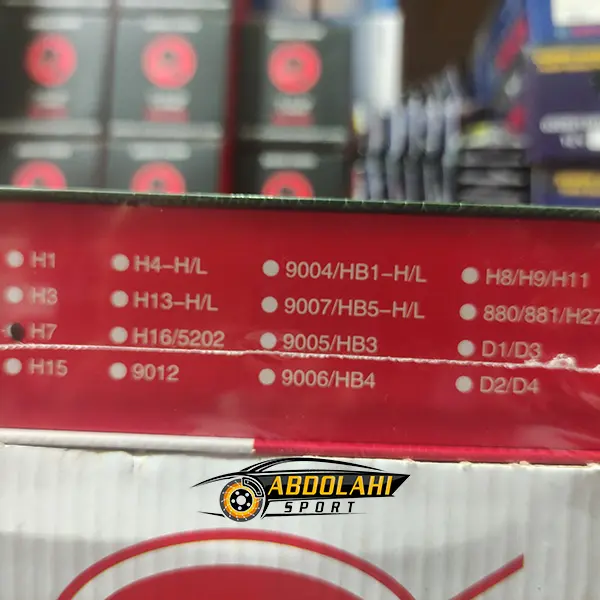 H1 H4-H/L 9004/HB1-H/L H8/H9/H11
H3 H13-H/L 9007/HB5-H/L 880/881/H27
H7 H16/5202 9005/HB3 D1/D3
H15 9012 9006/HB4 D2/D4
ABDOLAHI
SPORT